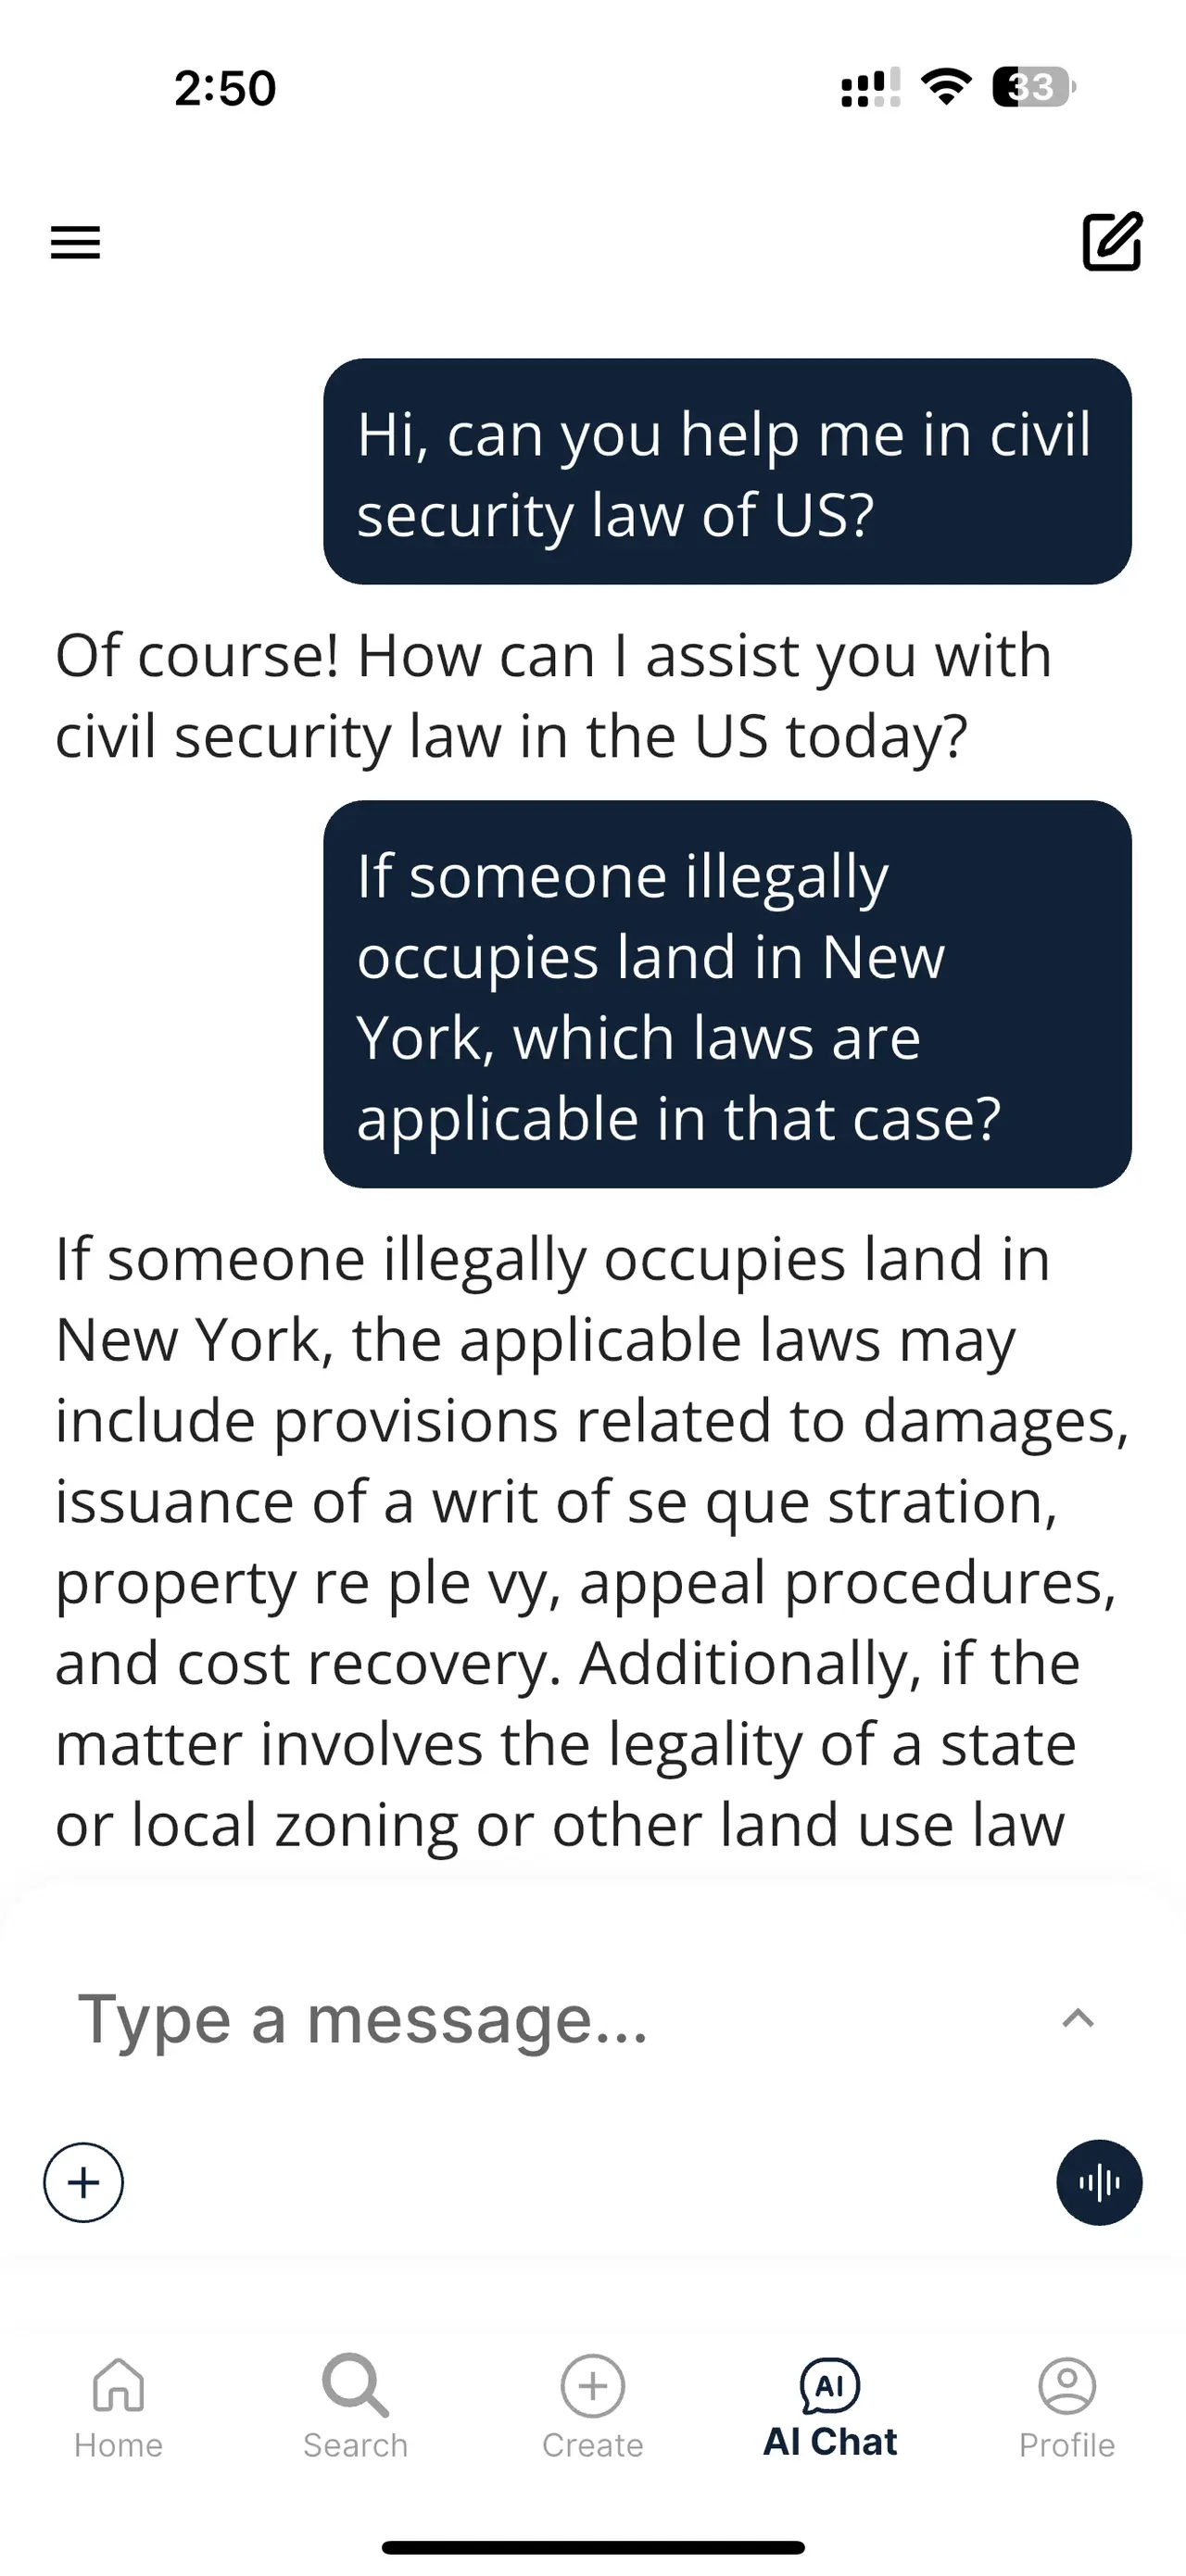 2:50
33
Hi, can you help me in civil
security law of US?
Of course! How can I assist you with
civil security law in the US today?
If someone illegally
occupies land in New
York, which laws are
applicable in that case?
If someone illegally occupies land in
New York, the applicable laws may
include provisions related to damages,
issuance of a writ of se que stration,
property re ple vy, appeal procedures,
and cost recovery. Additionally, if the
matter involves the legality of a state
or local zoning or other land use law
Type a message...
AI
Home
Search
Create
AI Chat
Profile